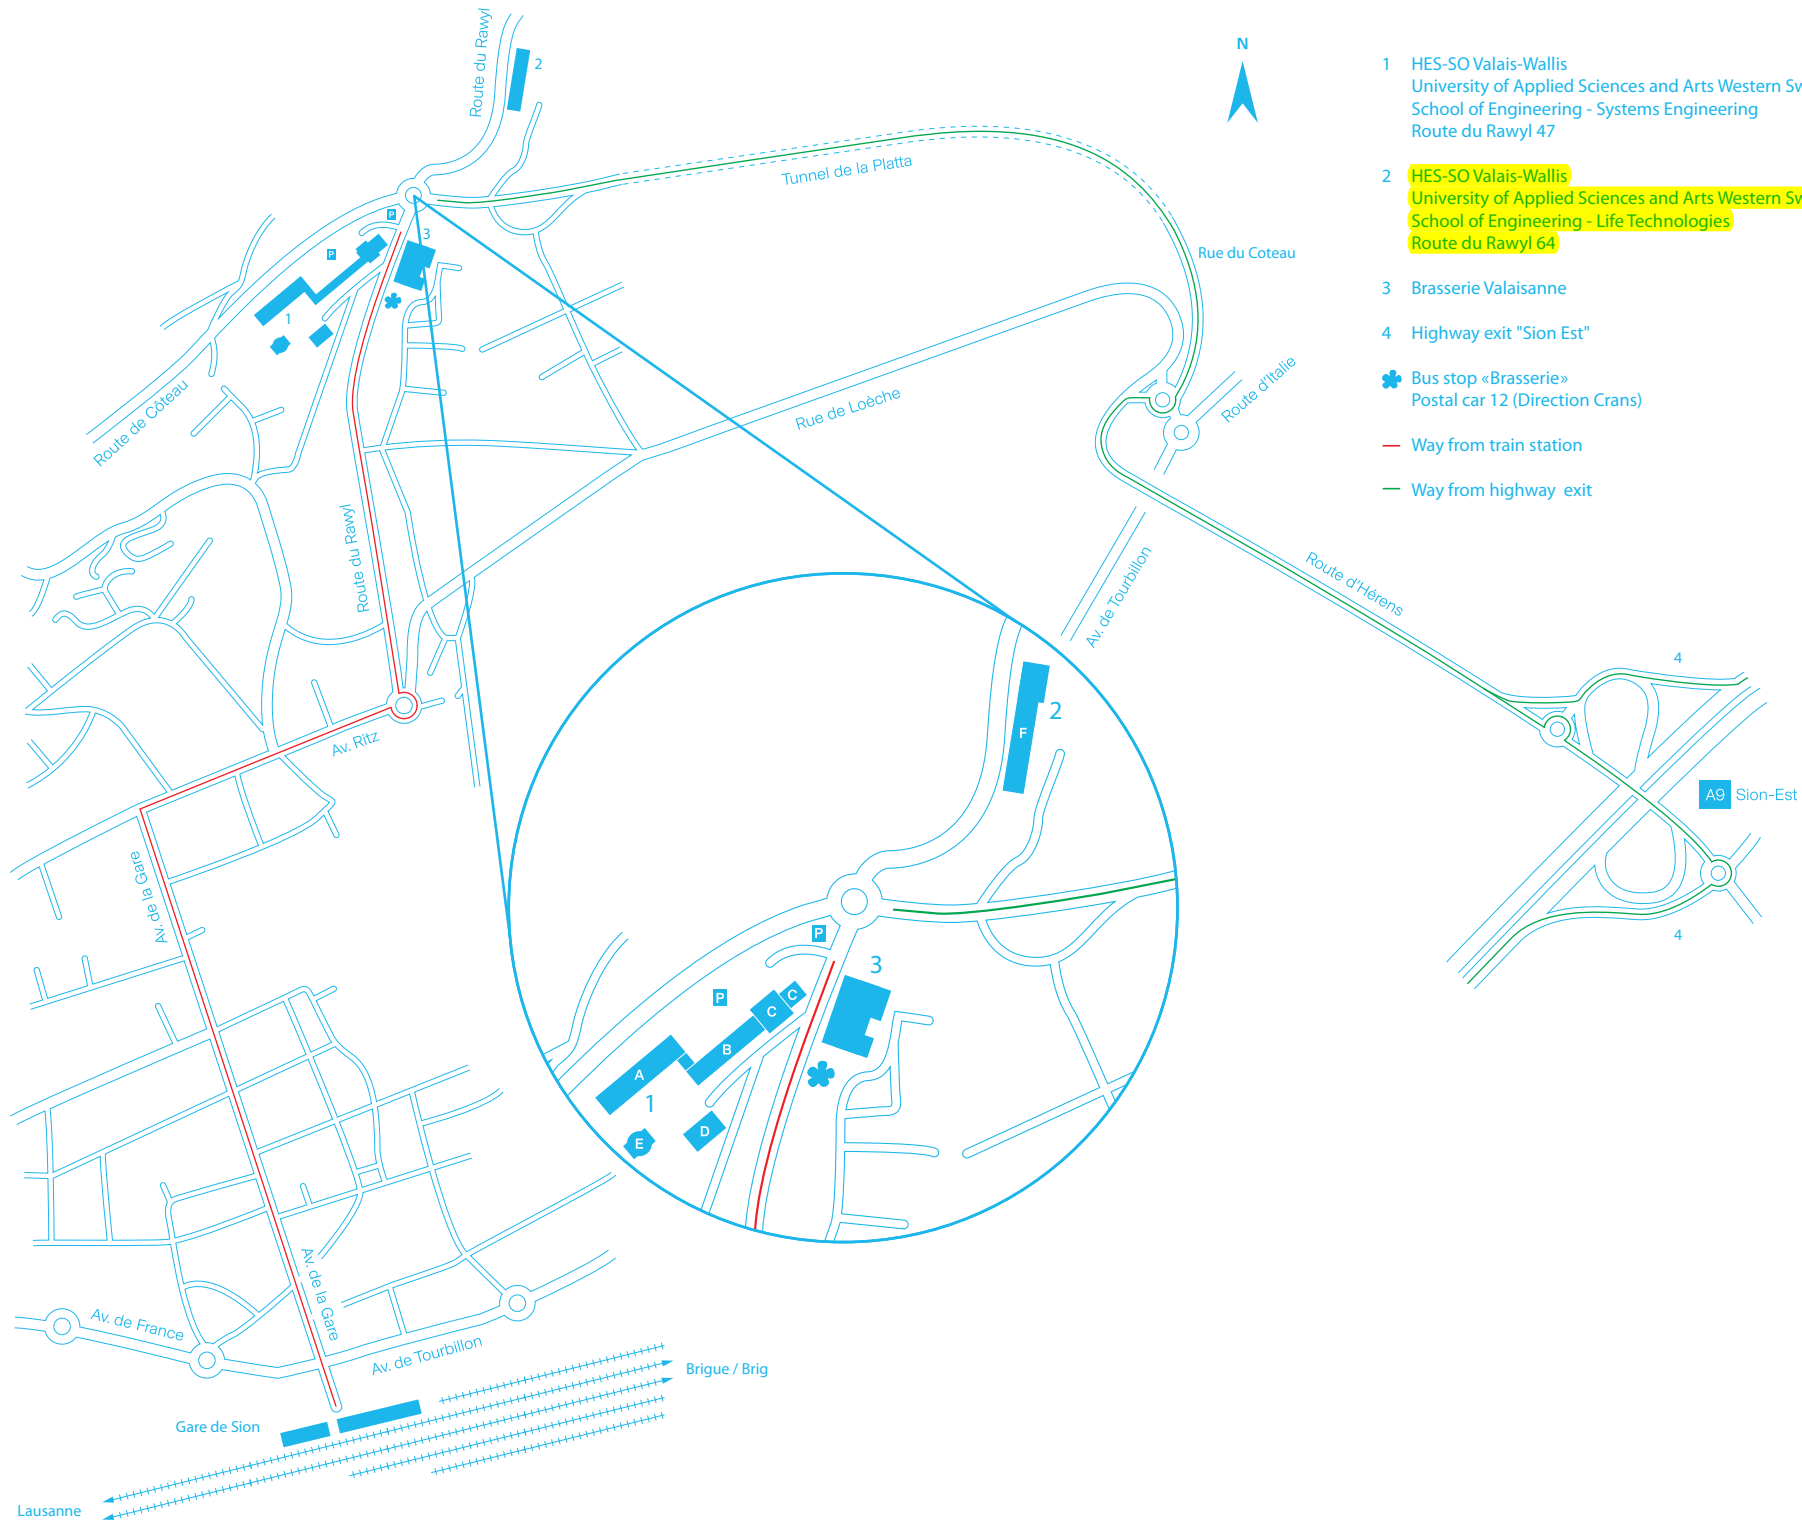 Route du Rawyl
2
N
1 HES-SO Valais-Wallis
University of Applied Sciences and Arts Western Sw
School of Engineering - Systems Engineering
Route du Rawyl 47
2 HES-SO Valais-Wallis
University of Applied Sciences and Arts Western Sw
School of Engineering - Life Technologies
Route du Rawyl 64
3 Brasserie Valaisanne
4 Highway exit "Sion Est"
Bus stop «Brasserie»
Postal car 12 (Direction Crans)
Way from train station
Way from highway exit
Tunnel de la Platta
P
3
P
1
Rue du Coteau
Route de Côteau
Rue de Loèche
Route d'Italie
Route du Rawyl
Av. de Tourbillon
Route d'Hérens
4
A9 Sion-Est
4
Av. Ritz
Av. de la Gare
2
F
P
3
P
C
C
B
A
1
D
E
Av. de la Gare
Av. de France
Av. de Tourbillon
Brigue / Brig
Gare de Sion
Lausanne